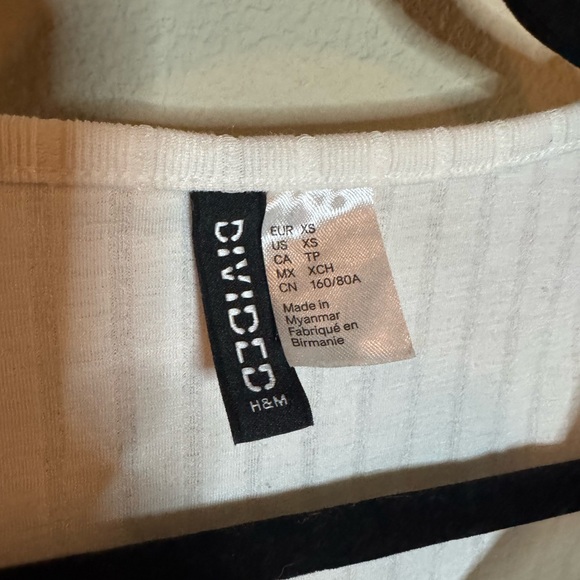 DIVIDED
H&M
EUR XS
US XS
CA TP
MX XCH
CN 160/80A
Made in
Myanmar
Fabriqué en
Birmanie